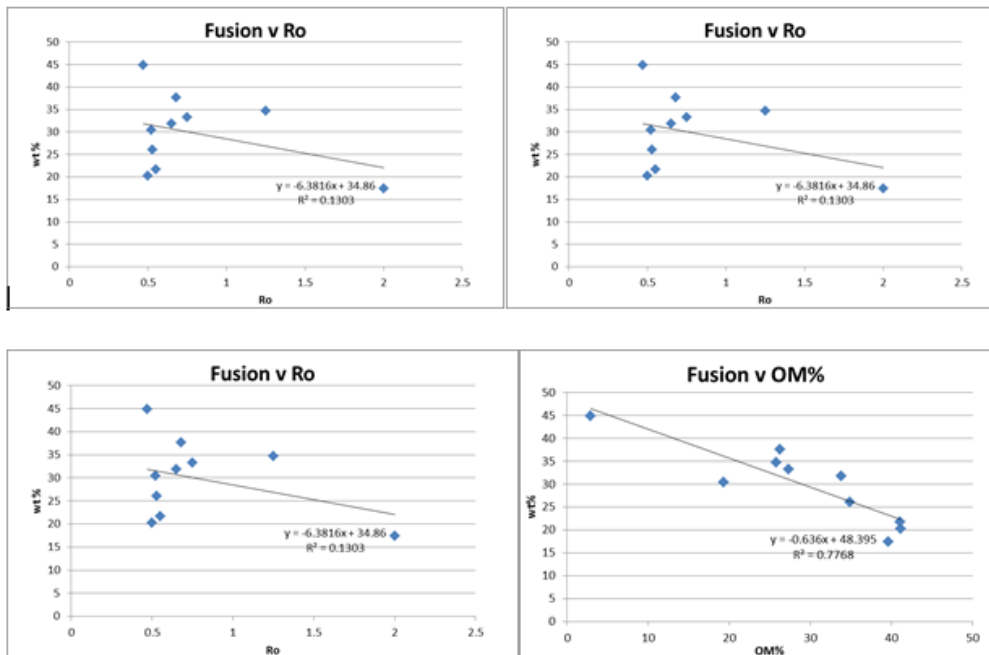 Fusion v Ro
50
45
40
35
30
25
20
15
10
5
0
wt%
y = -6.3816x + 34.86
R² = 0.1303
0 0.5 1 1.5 2 2.5
Ro
Fusion v Ro
50
45
40
35
30
25
20
15
10
5
0
wt%
y = -6.3816x + 34.86
R² = 0.1303
0 0.5 1 1.5 2 2.5
Ro
Fusion v Ro
50
45
40
35
30
25
20
15
10
5
0
wt%
y = -6.3816x + 34.86
R² = 0.1303
0 0.5 1 1.5 2 2.5
Ro
Fusion v OM%
50
45
40
35
30
25
20
15
10
5
0
wt%
y = -0.636x + 48.395
R² = 0.7768
0 10 20 30 40 50
OM%